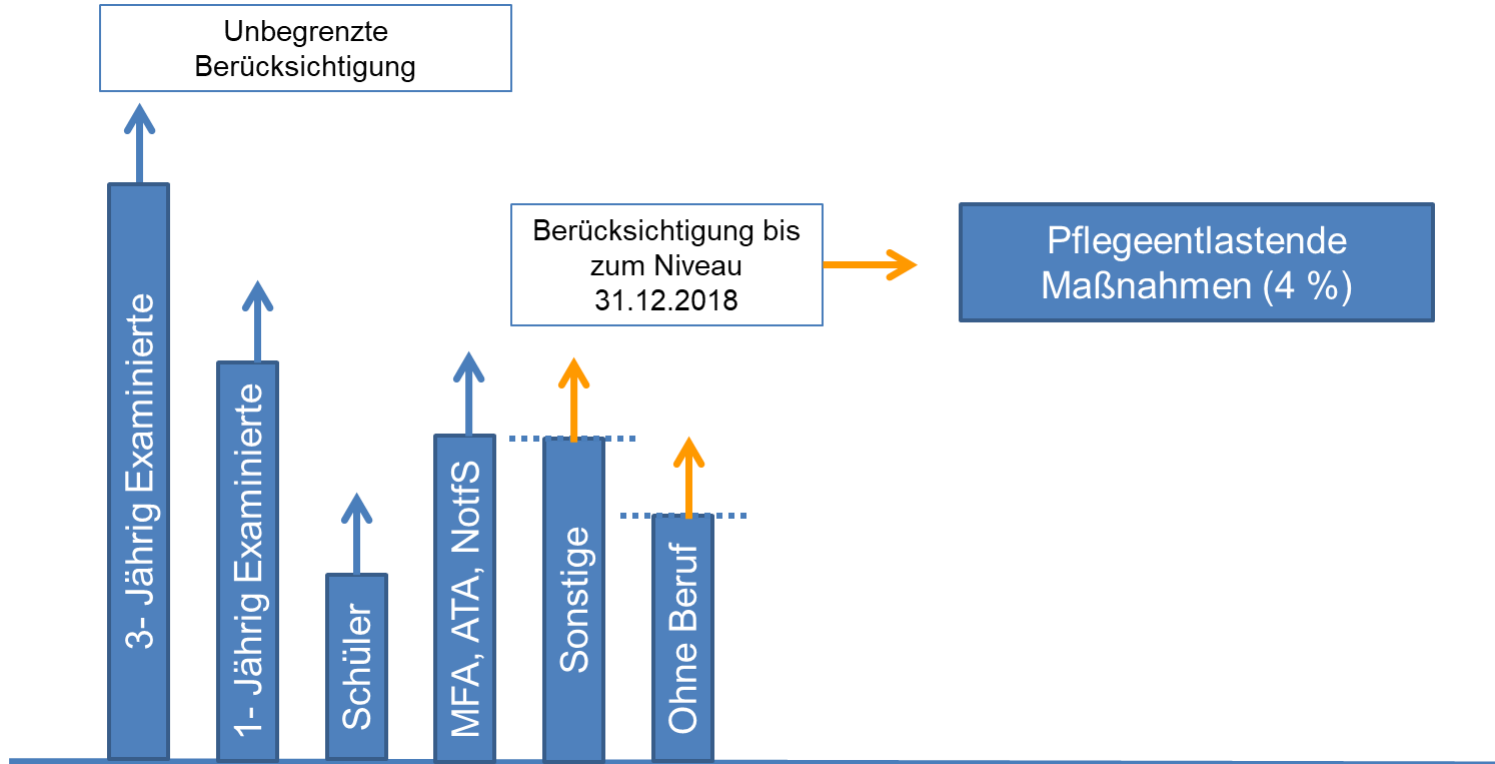 Unbegrenzte
Berücksichtigung
Berücksichtigung bis
zum Niveau
31.12.2018
Pflegeentlastende
Maßnahmen (4 %)
3- Jährig Examinierte
1- Jährig Examinierte
Schüler
MFA, ATA, NotfS
Sonstige
Ohne Beruf